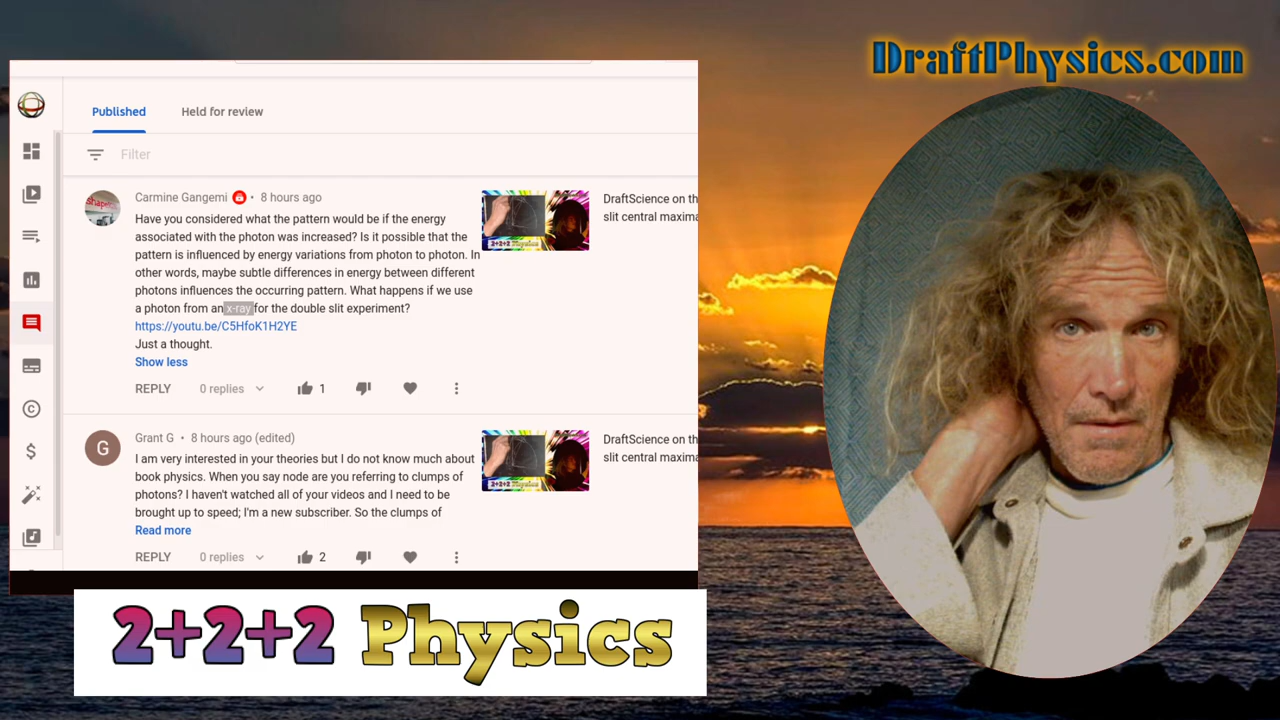 DraftPhysics.com
Published
Held for review
Filter
Carmine Gangemi • 8 hours ago
Have you considered what the pattern would be if the energy
associated with the photon was increased? Is it possible that the
pattern is influenced by energy variations from photon to photon. In
other words, maybe subtle differences in energy between different
photons influences the occurring pattern. What happens if we use
a photon from an x-ray for the double slit experiment?
https://youtu.be/C5HfoK1H2YE
Just a thought.
Show less
REPLY 0 replies 1
DraftScience on th
slit central maxima
2+2+2 Physics
G
Grant G • 8 hours ago (edited)
I am very interested in your theories but I do not know much about
book physics. When you say node are you referring to clumps of
photons? I haven't watched all of your videos and I need to be
brought up to speed; I'm a new subscriber. So the clumps of
Read more
REPLY 0 replies 2
DraftScience on th
slit central maxima
2+2+2 Physics
2+2+2 Physics